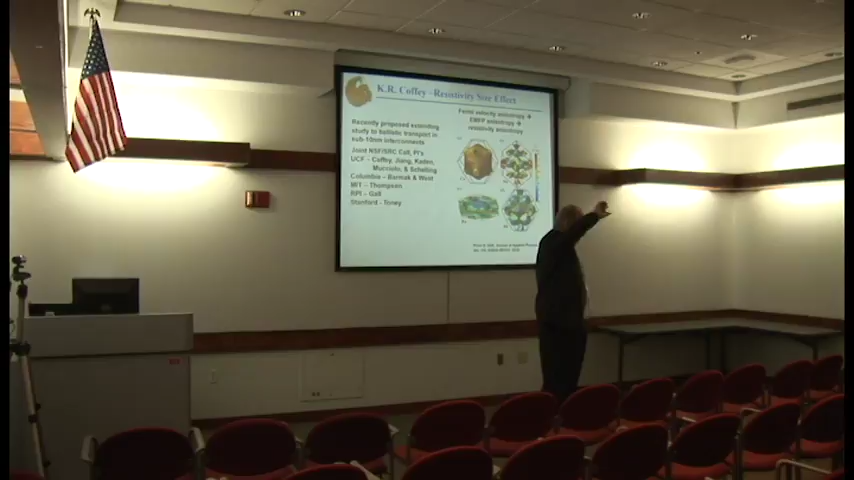 K.R. Coffey – Resistivity Size Effect
Recently proposed extending
study to ballistic transport in
sub-10nm interconnects
Joint NSF/SRC Call, PI's
UCF – Coffey, Jiang, Kaden,
Mucciolo, & Schelling
Columbia – Barmak & West
MIT – Thompson
RPI – Gall
Stanford - Toney
Fermi velocity anisotropy →
EMFP anisotropy →
resistivity anisotropy